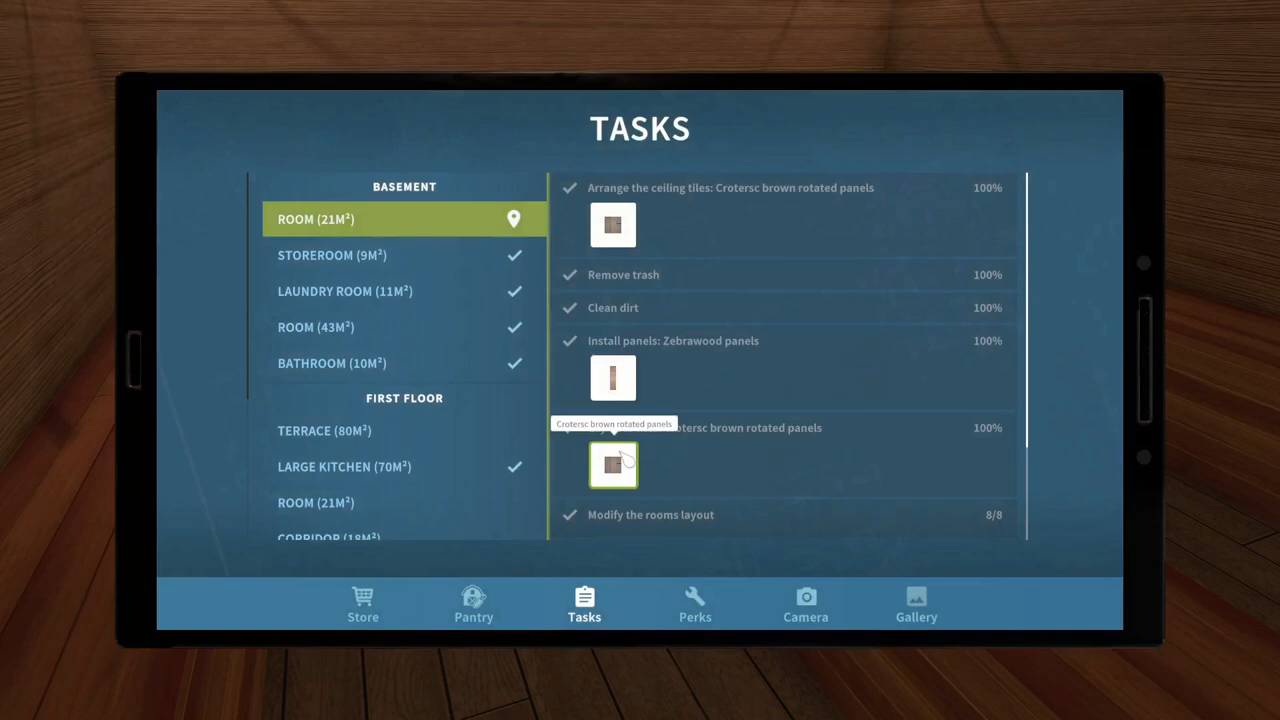 TASKS
BASEMENT
ROOM (21M²)
STOREROOM (9M²)
LAUNDRY ROOM (11M²)
ROOM (43M²)
BATHROOM (10M²)
FIRST FLOOR
TERRACE (80M²)
LARGE KITCHEN (70M²)
ROOM (21M²)
CORRIDOR (18M²)
Arrange the ceiling tiles: Crotersc brown rotated panels 100%
Remove trash 100%
Clean dirt 100%
Install panels: Zebrawood panels 100%
Crotersc brown rotated panels
brown rotated panels 100%
Modify the rooms layout 8/8
Store
Pantry
Tasks
Perks
Camera
Gallery